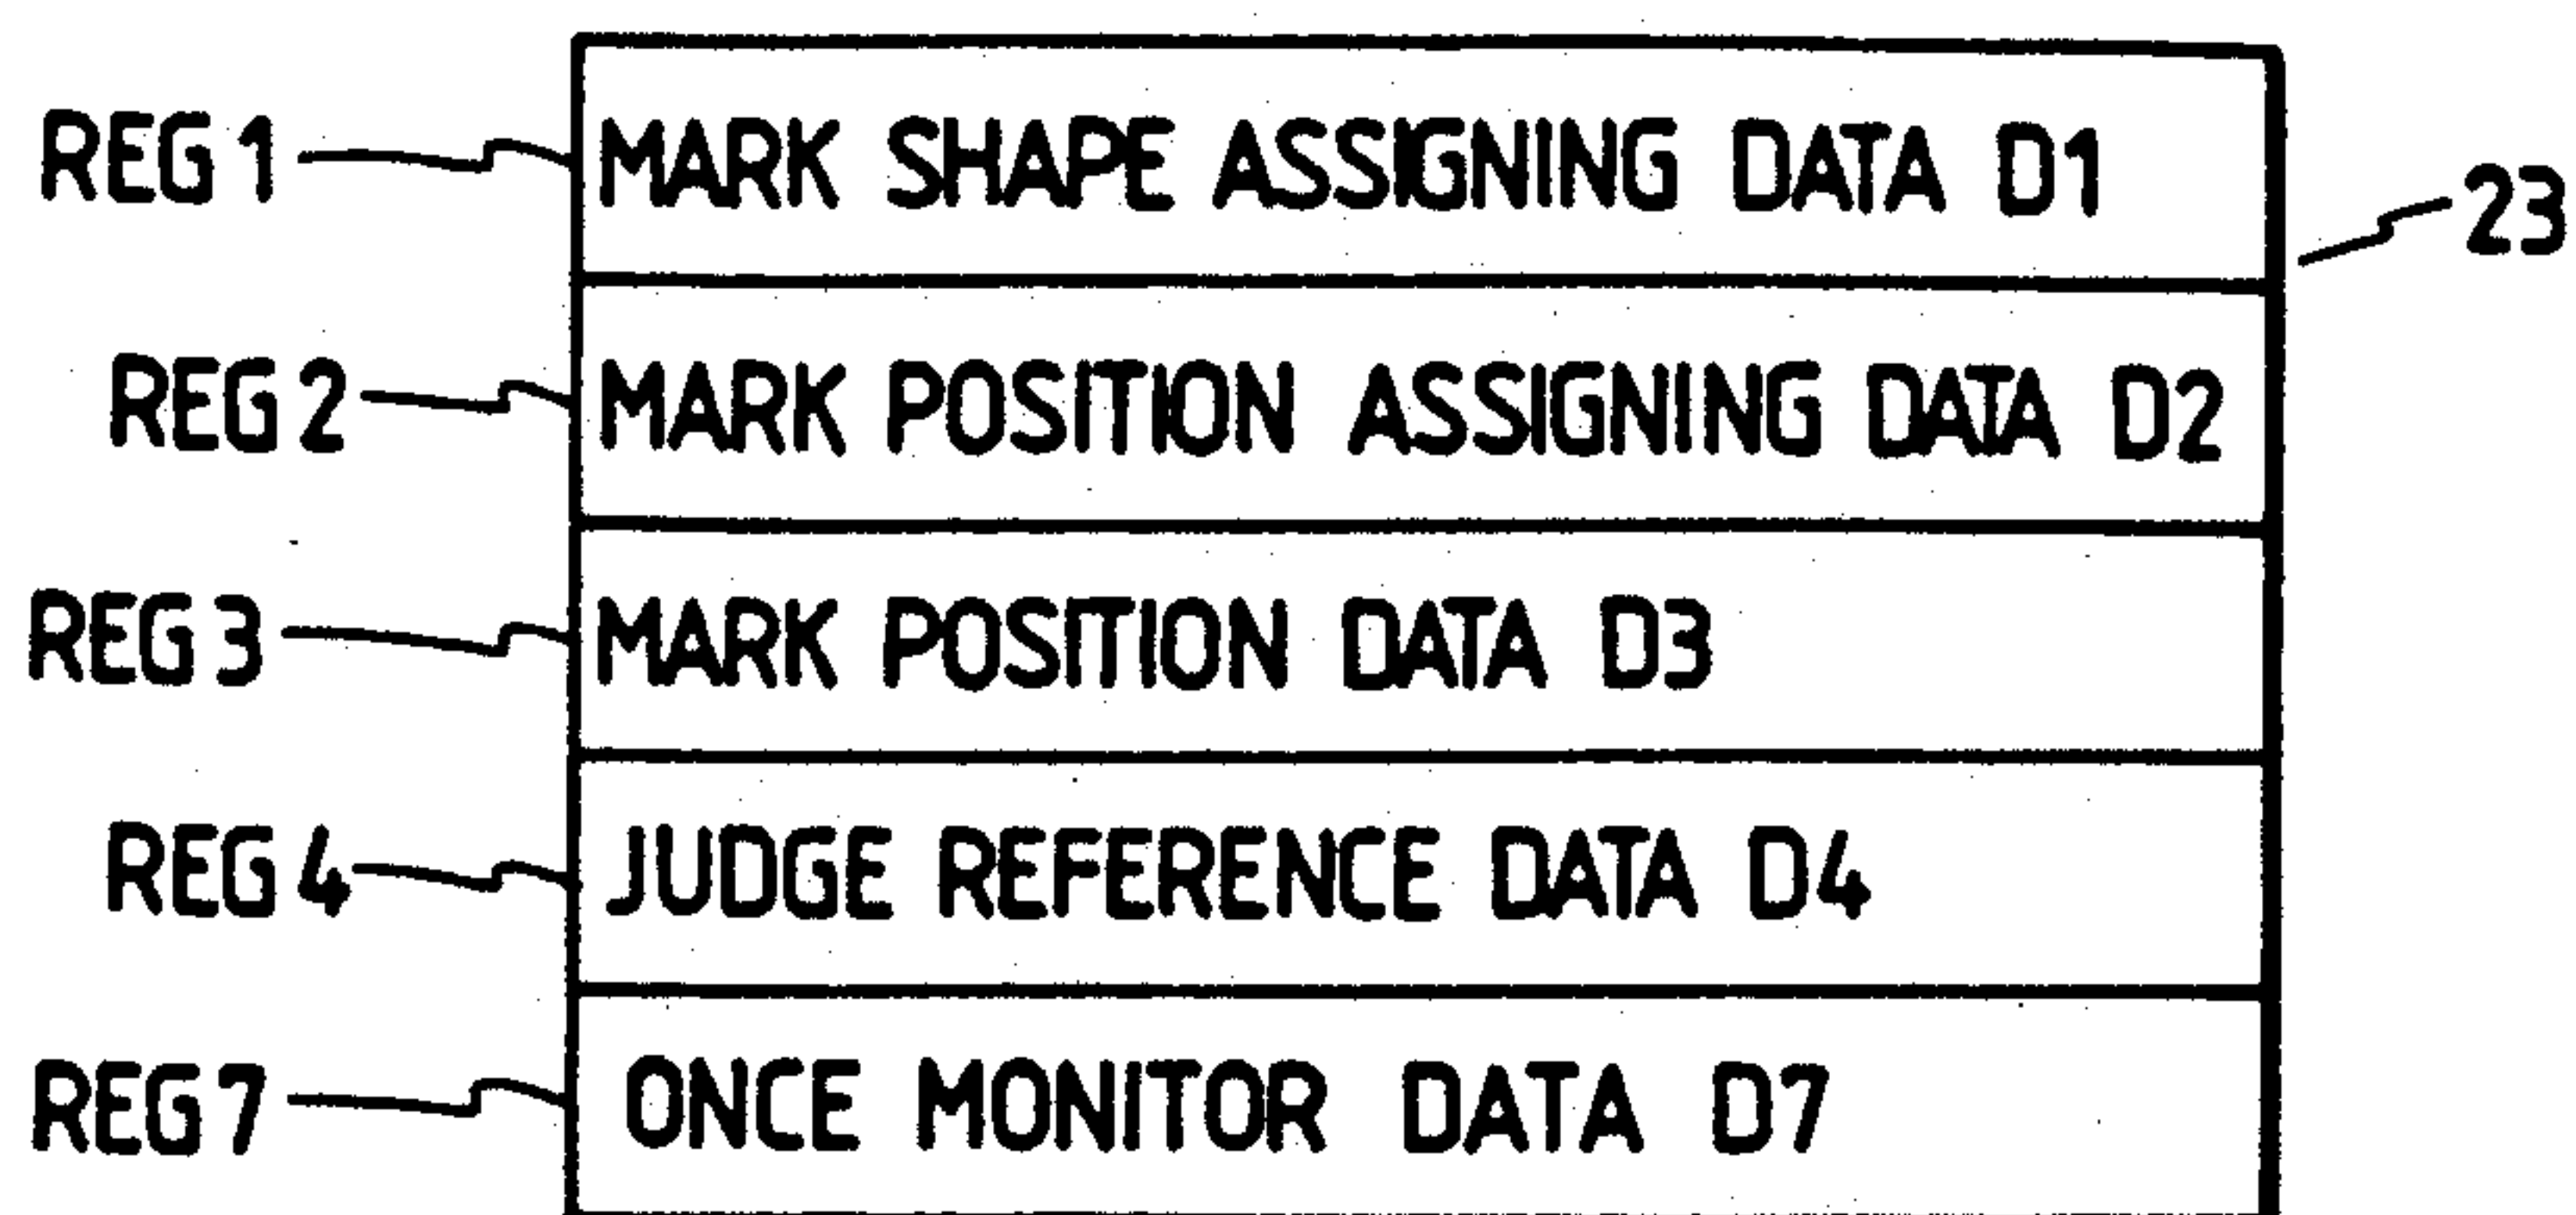 REG 1 MARK SHAPE ASSIGNING DATA D1
23
REG 2 MARK POSITION ASSIGNING DATA D2
REG 3 MARK POSITION DATA D3
REG 4 JUDGE REFERENCE DATA D4
REG 7 ONCE MONITOR DATA D7